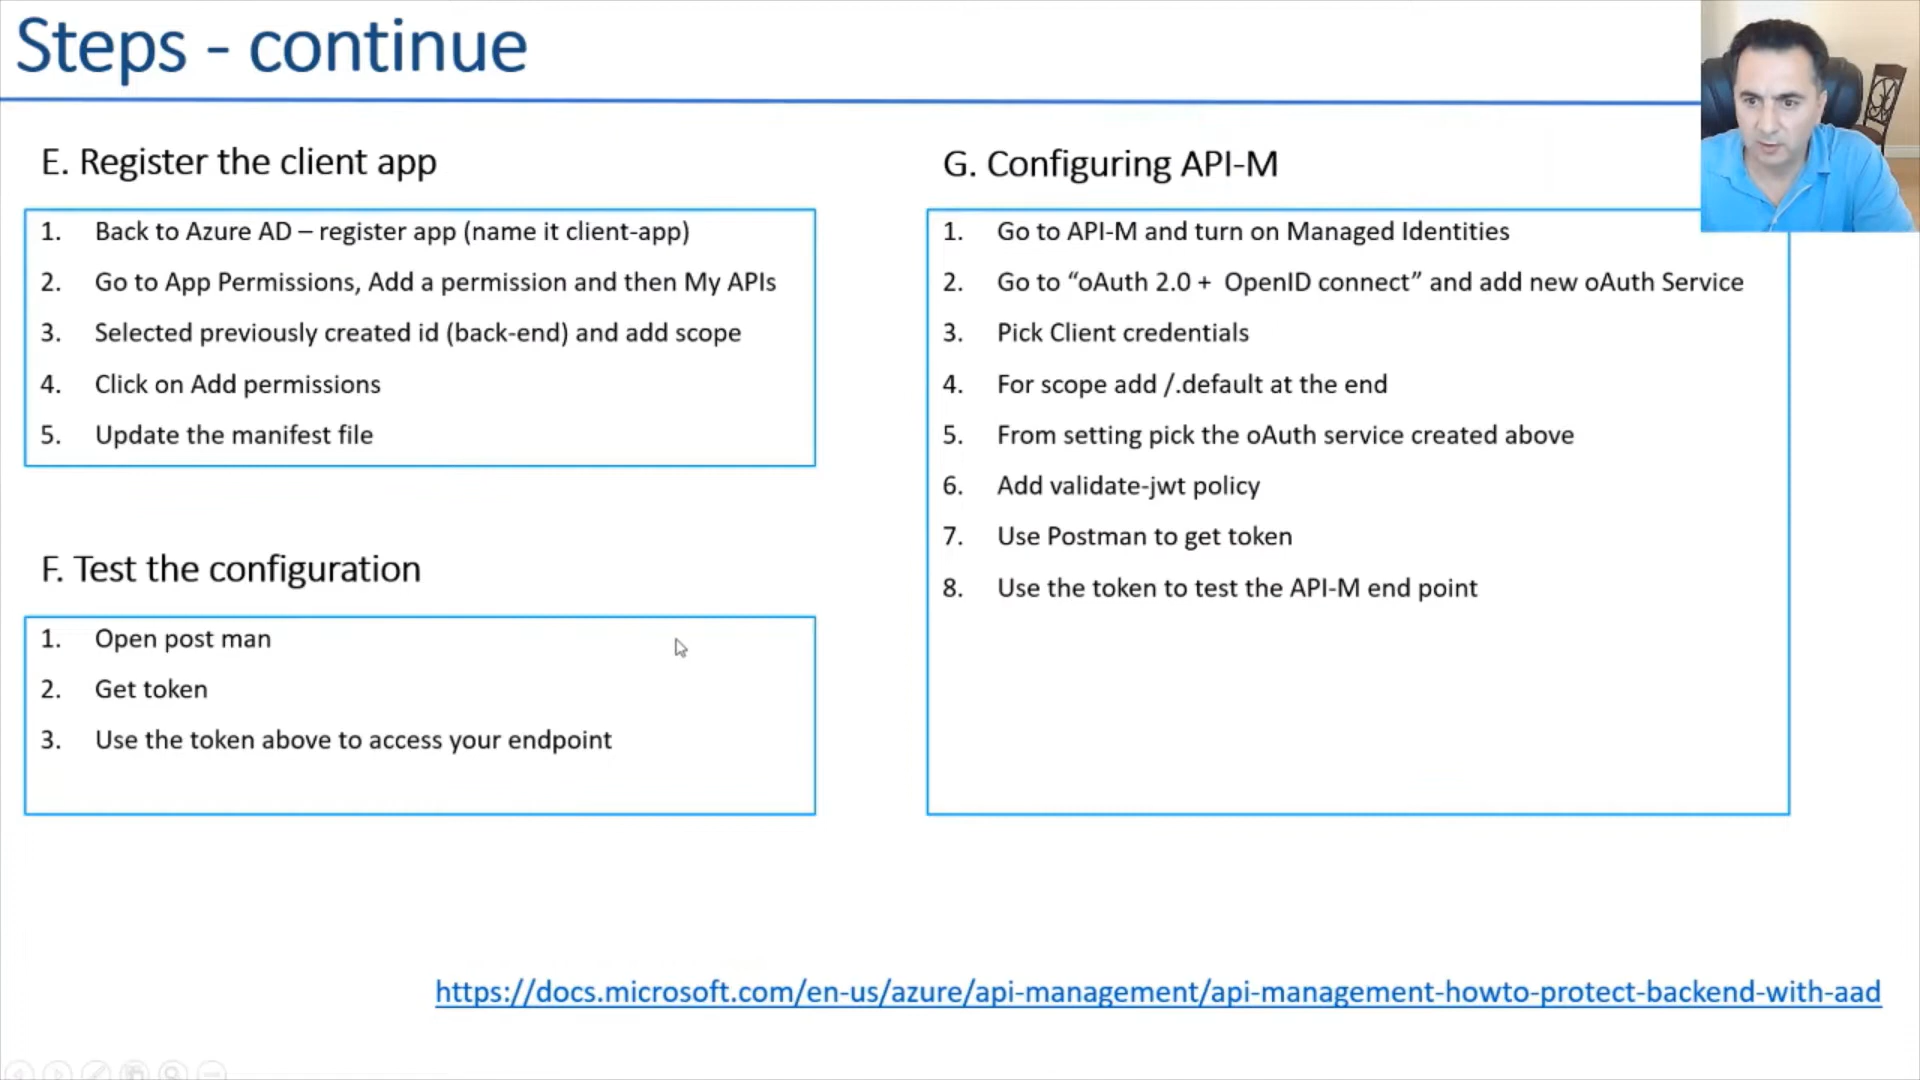 Steps - continue
E. Register the client app
1. Back to Azure AD – register app (name it client-app)
2. Go to App Permissions, Add a permission and then My APIs
3. Selected previously created id (back-end) and add scope
4. Click on Add permissions
5. Update the manifest file
F. Test the configuration
1. Open post man
2. Get token
3. Use the token above to access your endpoint
G. Configuring API-M
1. Go to API-M and turn on Managed Identities
2. Go to “oAuth 2.0 + OpenID connect” and add new oAuth Service
3. Pick Client credentials
4. For scope add /.default at the end
5. From setting pick the oAuth service created above
6. Add validate-jwt policy
7. Use Postman to get token
8. Use the token to test the API-M end point
https://docs.microsoft.com/en-us/azure/api-management/api-management-howto-protect-backend-with-aad